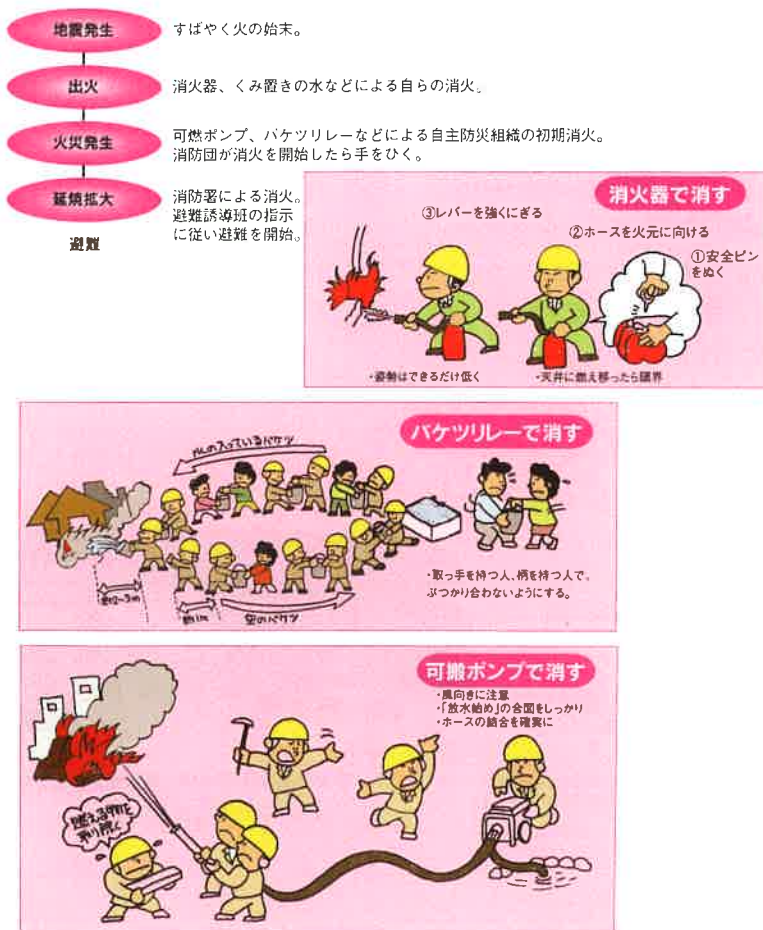 地震発生
すばやく火の始末。
出火
消火器、くみ置きの水などによる自らの消火。
火災発生
可燃ポンプ、バケツリレーなどによる自主防災組織の初期消火。
消防団が消火を開始したら手をひく。
延焼拡大
消防署による消火。
避難誘導班の指示
に従い避難を開始。
避難
消火器で消す
③レバーを強くにぎる
②ホースを火元に向ける
①安全ピン
をぬく
・姿勢はできるだけ低く
・天井に燃え移ったら限界
バケツリレーで消す
水の入っているバケツ
・取っ手を持つ人、柄を持つ人で、
ぶつかり合わないようにする。
約2~3m
約1m
空のバケツ
可搬ポンプで消す
・風向きに注意
・「放水始め」の合図をしっかり
・ホースの結合を確実に
燃える物を
取り除く